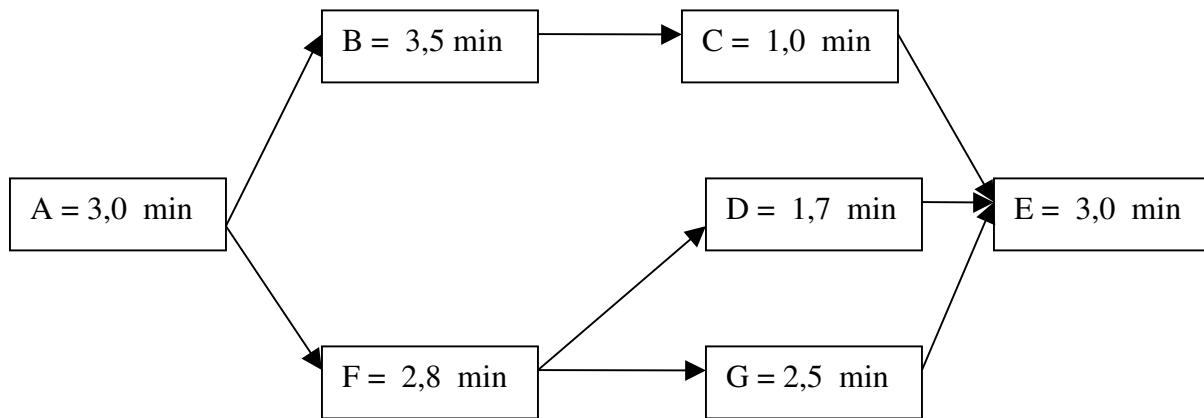 B = 3,5 min
C = 1,0 min
A = 3,0 min
D = 1,7 min
E = 3,0 min
F = 2,8 min
G = 2,5 min